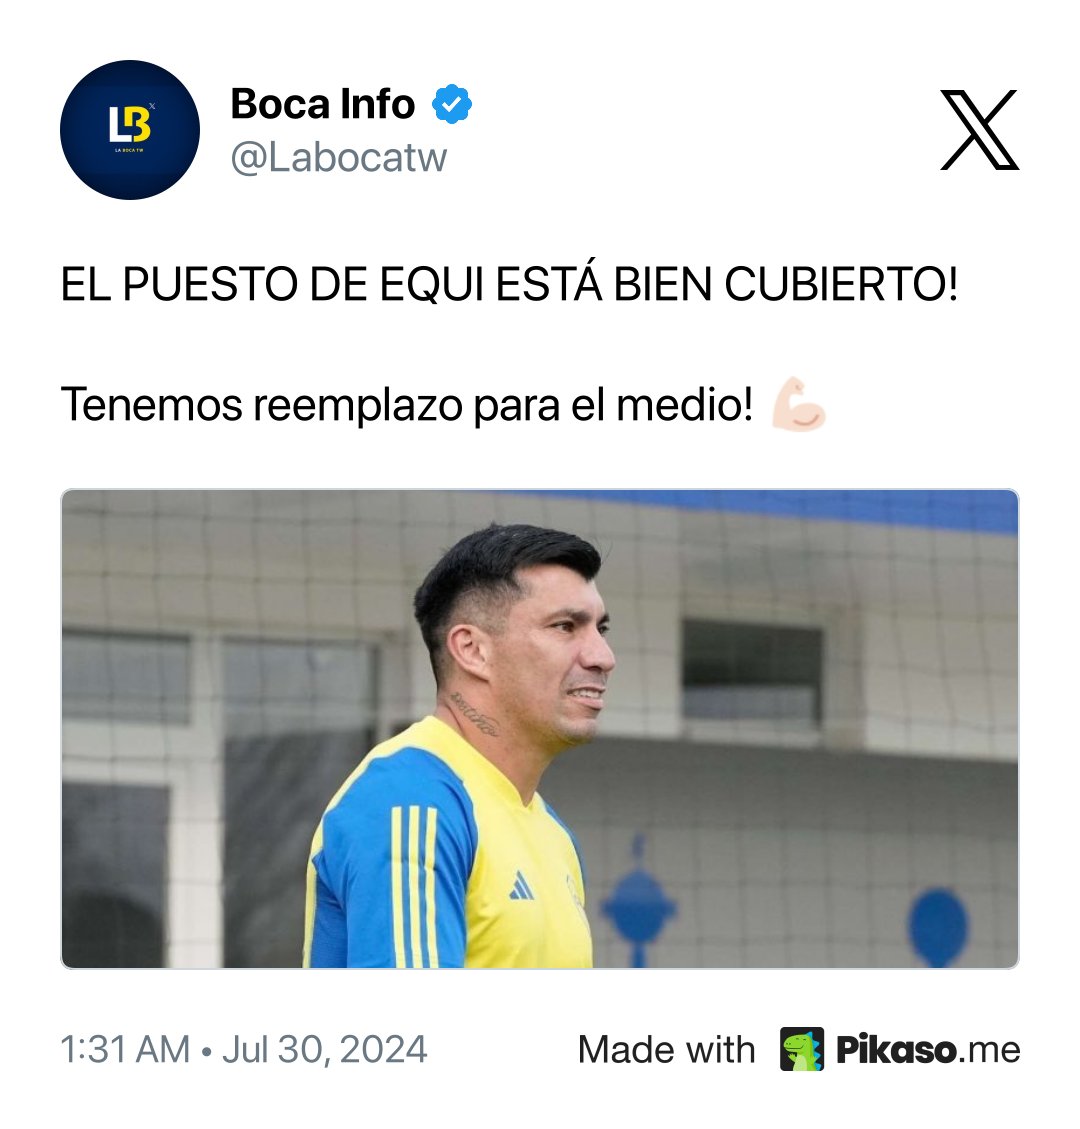 LB
X
LA BOCA TW
Boca Info
@Labocatw
EL PUESTO DE EQUI ESTÁ BIEN CUBIERTO!
Tenemos reemplazo para el medio! 💪🏻
1:31 AM • Jul 30, 2024
Made with Pikaso.me